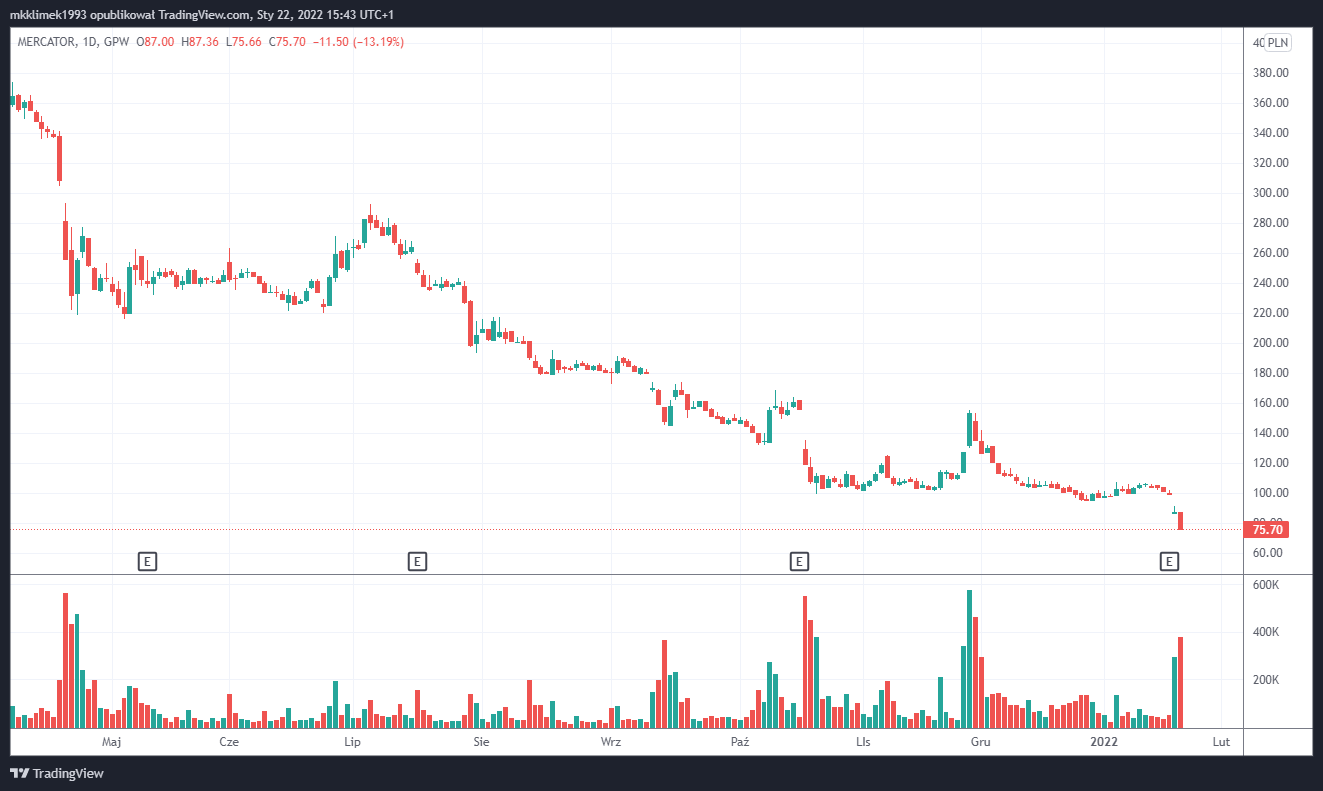 mkklimek1993 opublikował TradingView.com, Sty 22, 2022 15:43 UTC+1
MERCATOR, 1D, GPW O87.00 H87.36 L75.66 C75.70 −11.50 (−13.19%)
PLN
380.00
360.00
340.00
320.00
300.00
280.00
260.00
240.00
220.00
200.00
180.00
160.00
140.00
120.00
100.00
80.00
75.70
60.00
E E E E
600K
400K
200K
Maj Cze Lip Sie Wrz Paź Lis Gru 2022 Lut
TradingView